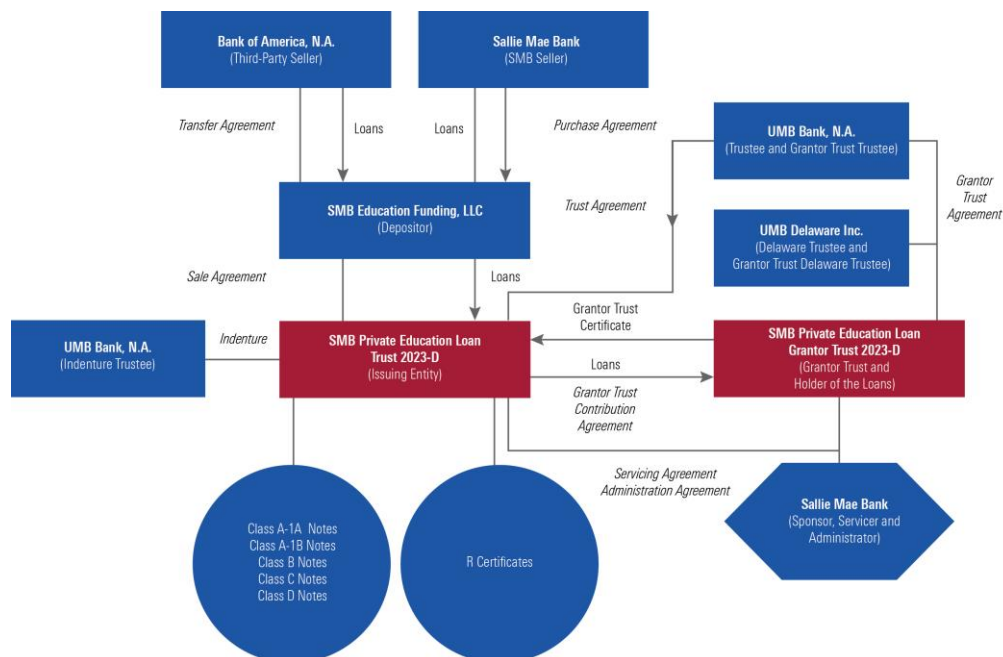 Bank of America, N.A.
(Third-Party Seller)
Sallie Mae Bank
(SMB Seller)
Transfer Agreement
Loans
Loans
Purchase Agreement
UMB Bank, N.A.
(Trustee and Grantor Trust Trustee)
Grantor
Trust
Agreement
SMB Education Funding, LLC
(Depositor)
Trust Agreement
UMB Delaware Inc.
(Delaware Trustee and
Grantor Trust Delaware Trustee)
Sale Agreement
Loans
Grantor Trust
Certificate
UMB Bank, N.A.
(Indenture Trustee)
Indenture
SMB Private Education Loan
Trust 2023-D
(Issuing Entity)
SMB Private Education Loan
Grantor Trust 2023-D
(Grantor Trust and
Holder of the Loans)
Loans
Grantor Trust
Contribution
Agreement
Servicing Agreement
Administration Agreement
Class A-1A Notes
Class A-1B Notes
Class B Notes
Class C Notes
Class D Notes
R Certificates
Sallie Mae Bank
(Sponsor, Servicer and
Administrator)